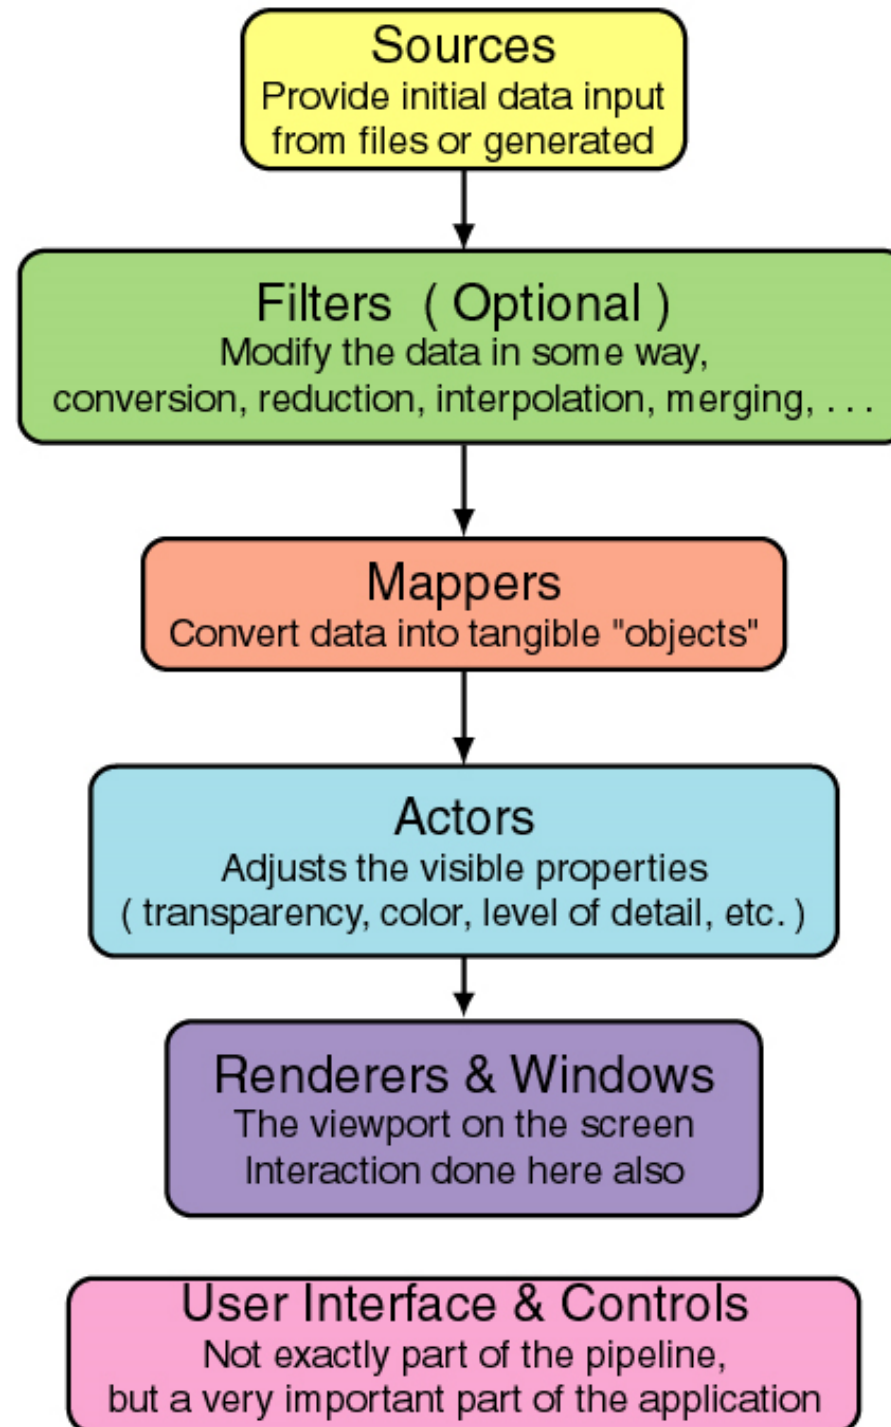 Sources
Provide initial data input
from files or generated
Filters ( Optional )
Modify the data in some way,
conversion, reduction, interpolation, merging, . . .
Mappers
Convert data into tangible "objects"
Actors
Adjusts the visible properties
( transparency, color, level of detail, etc. )
Renderers & Windows
The viewport on the screen
Interaction done here also
User Interface & Controls
Not exactly part of the pipeline,
but a very important part of the application